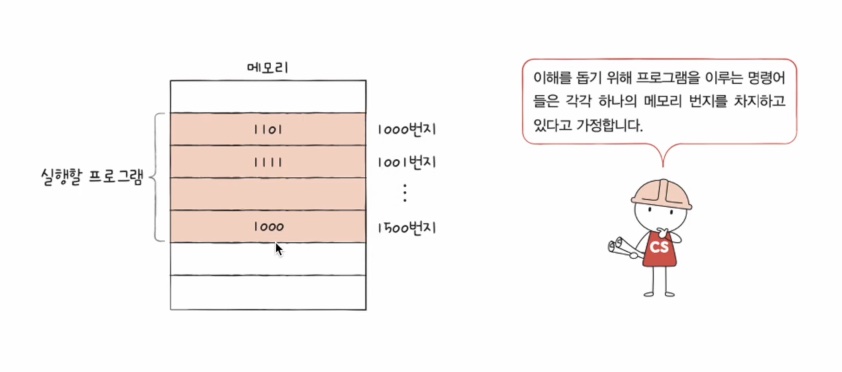 메모리
1101
1000번지
1111
1001번지
⋮
실행할 프로그램
1000
1500번지
이해를 돕기 위해 프로그램을 이루는 명령어
들은 각각 하나의 메모리 번지를 차지하고
있다고 가정합니다.
CS